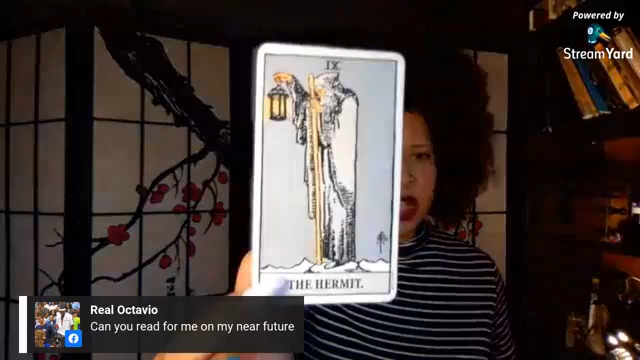 Powered by
StreamYard
IX
THE HERMIT.
Real Octavio
Can you read for me on my near future